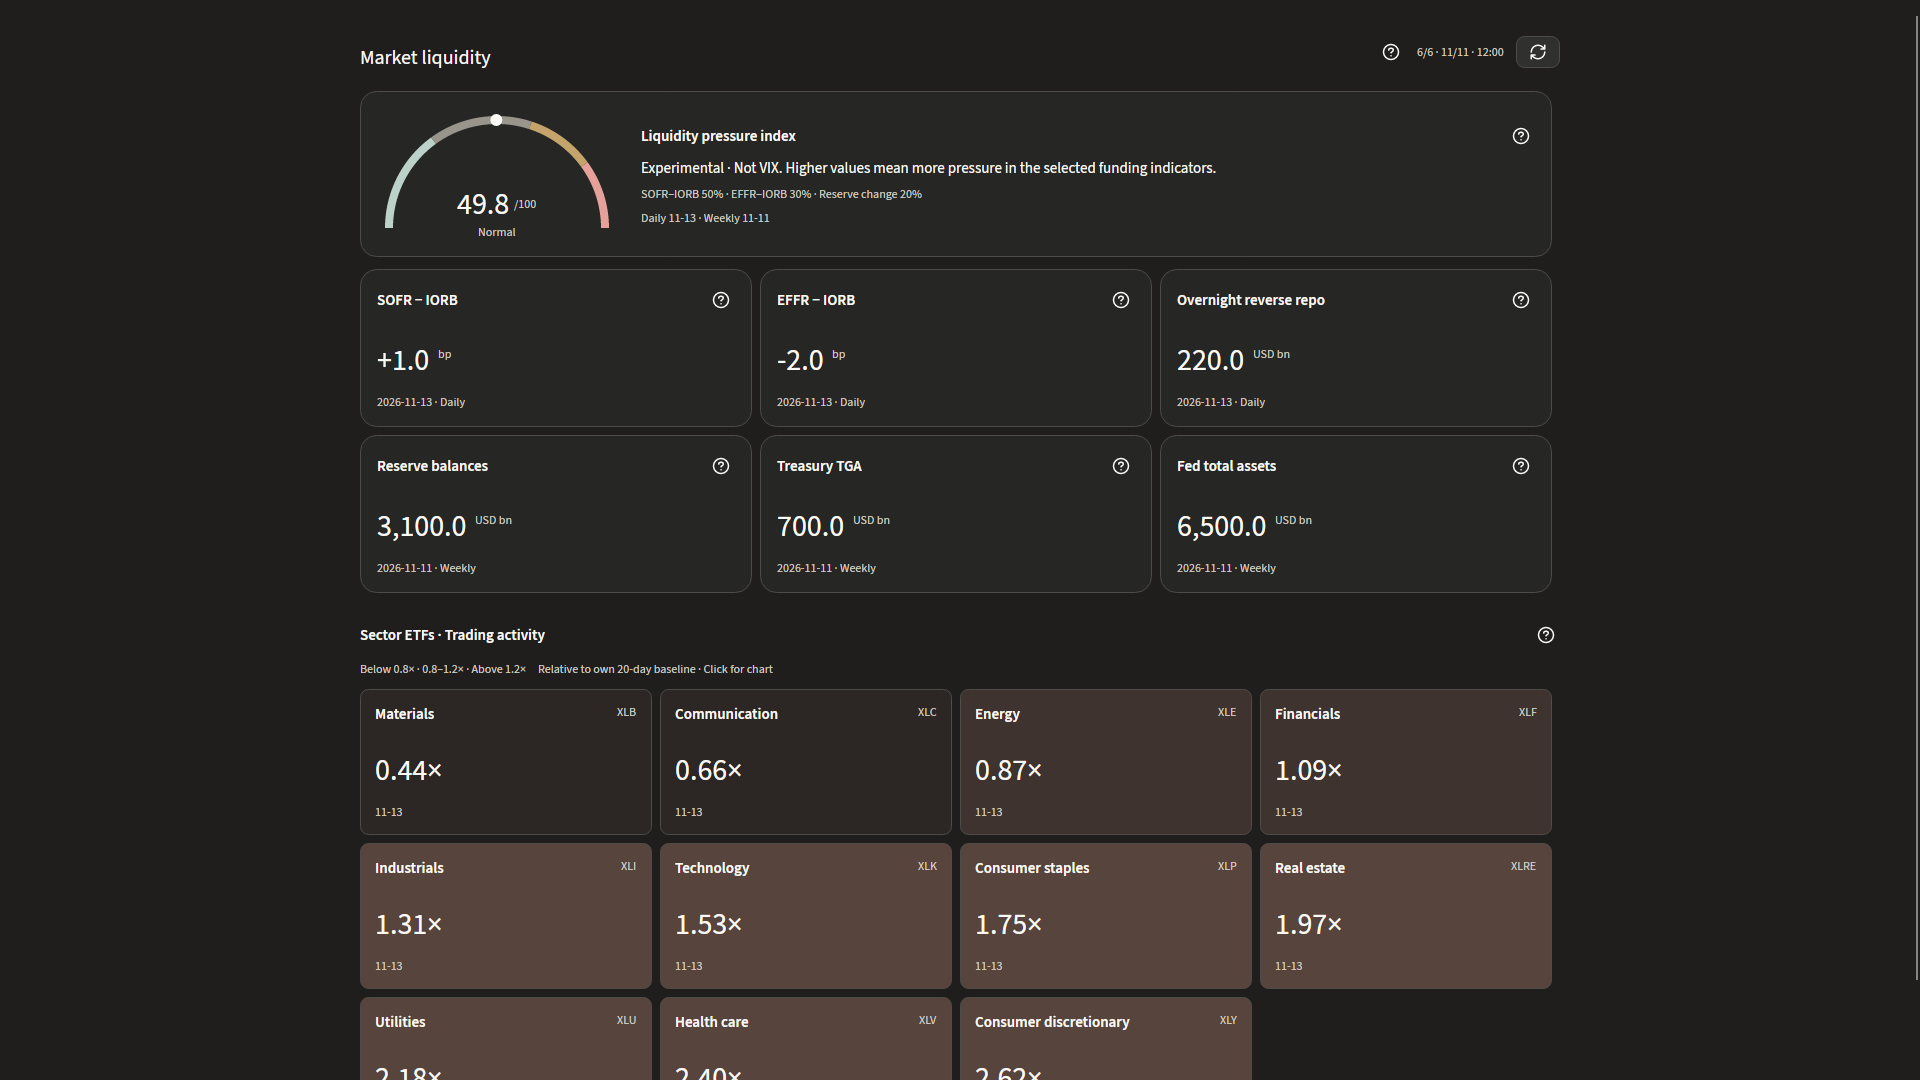 Market liquidity
6/6 · 11/11 · 12:00
49.8 /100
Normal
Liquidity pressure index
Experimental · Not VIX. Higher values mean more pressure in the selected funding indicators.
SOFR−IORB 50% · EFFR−IORB 30% · Reserve change 20%
Daily 11-13 · Weekly 11-11
SOFR − IORB
+1.0 bp
2026-11-13 · Daily
EFFR − IORB
-2.0 bp
2026-11-13 · Daily
Overnight reverse repo
220.0 USD bn
2026-11-13 · Daily
Reserve balances
3,100.0 USD bn
2026-11-11 · Weekly
Treasury TGA
700.0 USD bn
2026-11-11 · Weekly
Fed total assets
6,500.0 USD bn
2026-11-11 · Weekly
Sector ETFs · Trading activity
Below 0.8× · 0.8–1.2× · Above 1.2× Relative to own 20-day baseline · Click for chart
Materials XLB
0.44×
11-13
Communication XLC
0.66×
11-13
Energy XLE
0.87×
11-13
Financials XLF
1.09×
11-13
Industrials XLI
1.31×
11-13
Technology XLK
1.53×
11-13
Consumer staples XLP
1.75×
11-13
Real estate XLRE
1.97×
11-13
Utilities XLU
2.18×
Health care XLV
2.40×
Consumer discretionary XLY
2.62×